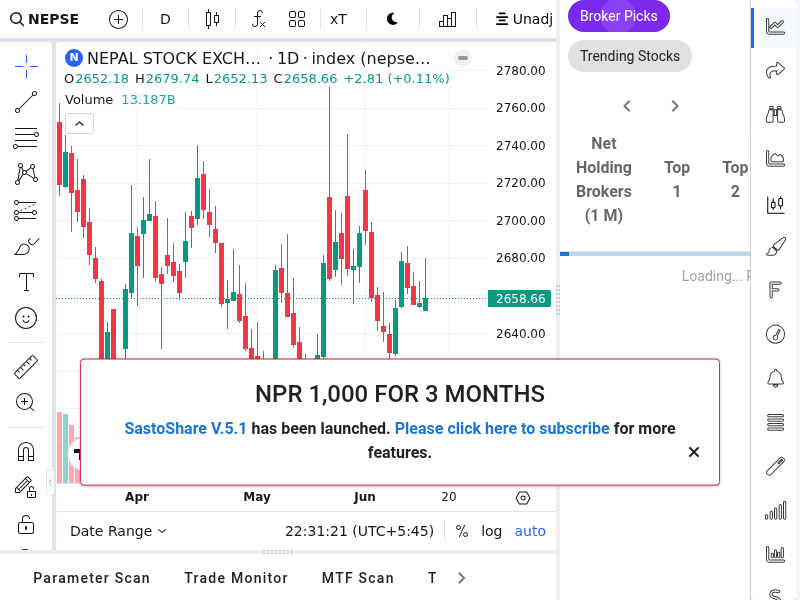 NEPSE
D
xT
Unadj
N NEPAL STOCK EXCH... · 1D · index (nepse...
O2652.18 H2679.74 L2652.13 C2658.66 +2.81 (+0.11%)
Volume 13.187B
2780.00
2760.00
2740.00
2720.00
2700.00
2680.00
2658.66
2640.00
Broker Picks
Trending Stocks
Net Holding Brokers (1 M)
Top 1
Top 2
Loading...
NPR 1,000 FOR 3 MONTHS
SastoShare V.5.1 has been launched. Please click here to subscribe for more
features.
Apr May Jun 20
Date Range
22:31:21 (UTC+5:45)
% log auto
Parameter Scan
Trade Monitor
MTF Scan
T